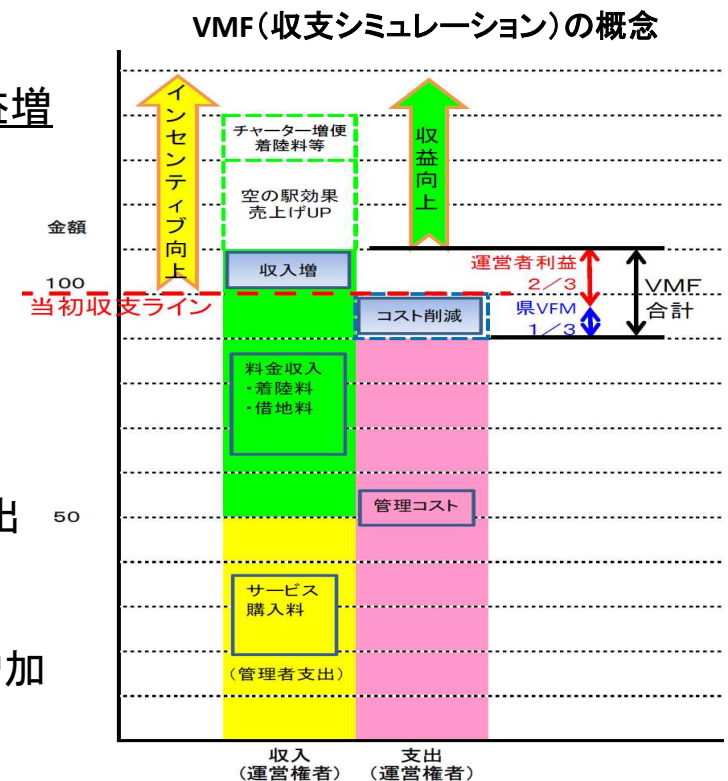 VMF（収支シミュレーション）の概念
益増
出
加
金額
100
50
インセンティブ向上
チャーター増便
着陸料等
空の駅効果
売上げUP
収益向上
収入増
運営者利益
2／3
県VFM
1／3
VMF
合計
当初収支ライン
コスト削減
料金収入
・着陸料
・借地料
管理コスト
サービス
購入料
（管理者支出）
収入
（運営権者）
支出
（運営権者）